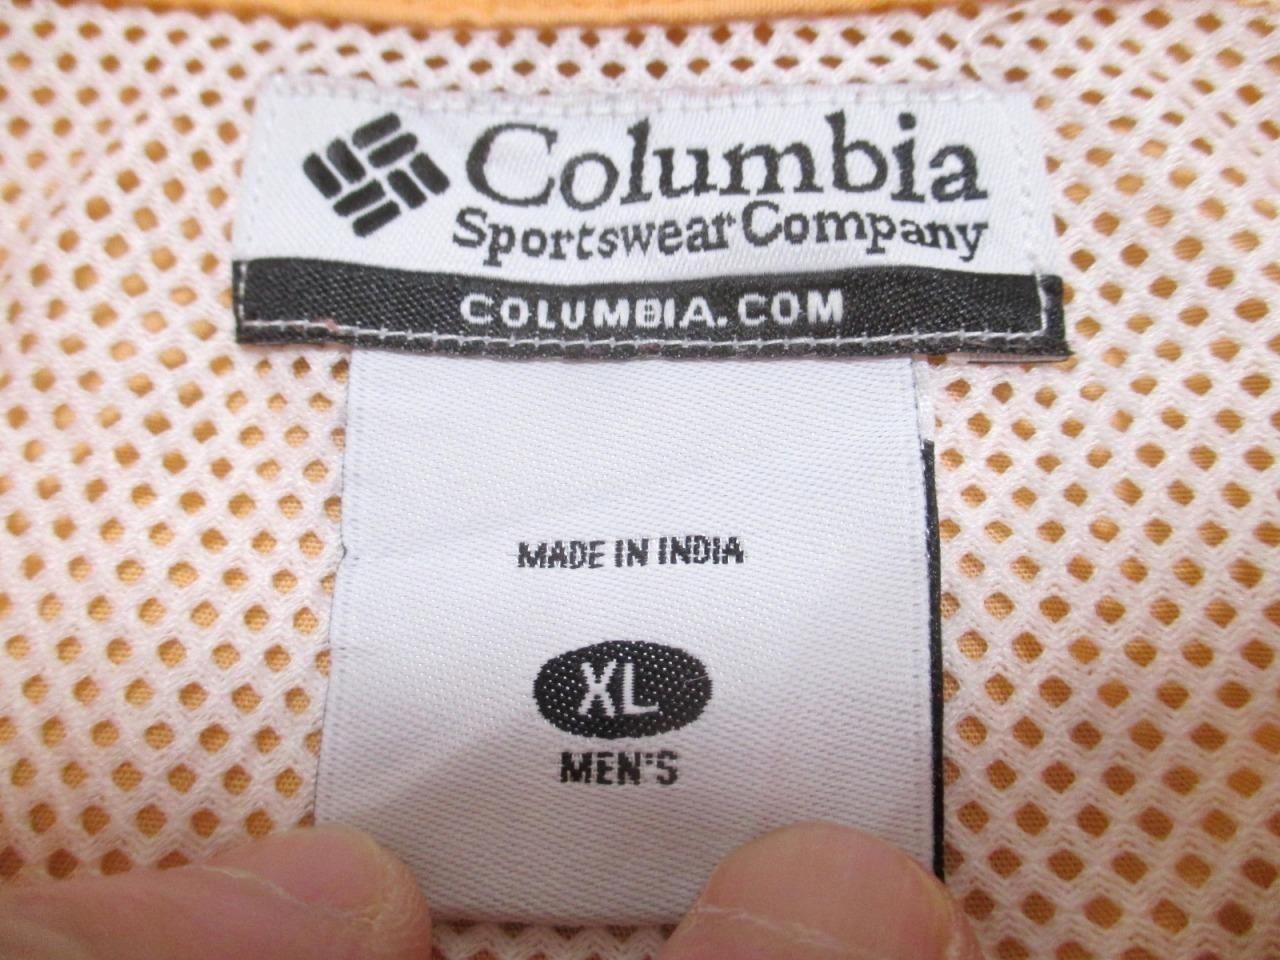 Columbia
Sportswear Company
COLUMBIA.COM
MADE IN INDIA
XL
MEN'S